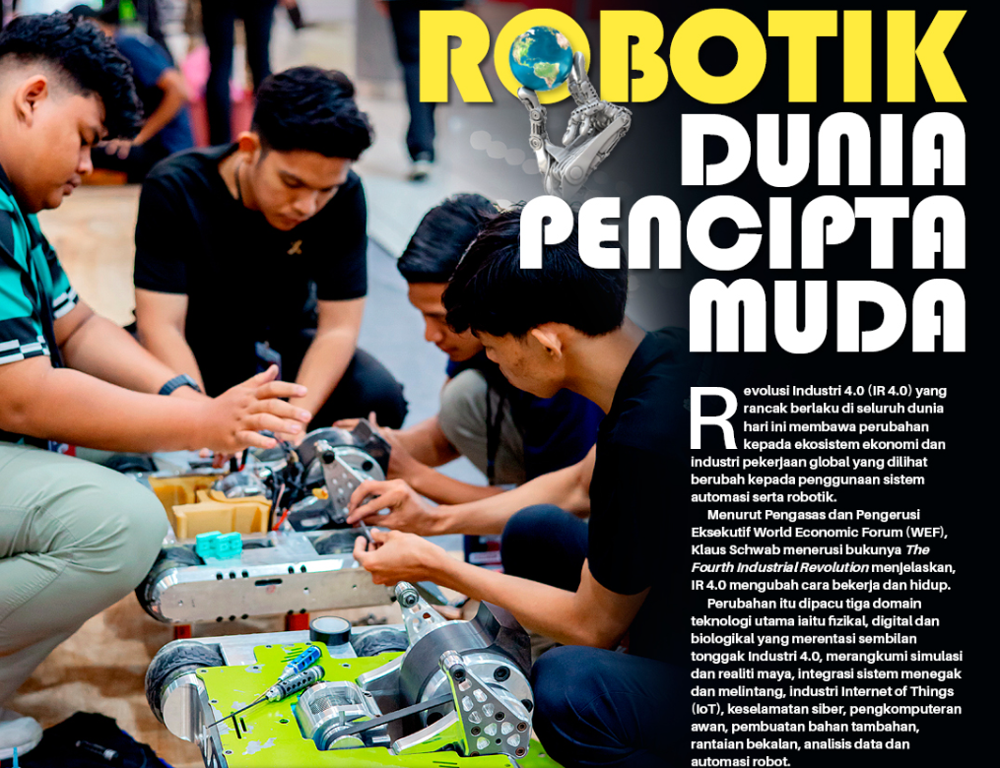 ROBOTIK
DUNIA
PENCIPTA
MUDA
Revolusi Industri 4.0 (IR 4.0) yang
rancak berlaku di seluruh dunia
hari ini membawa perubahan
kepada ekosistem ekonomi dan
industri pekerjaan global yang dilihat
berubah kepada penggunaan sistem
automasi serta robotik.
Menurut Pengasas dan Pengerusi
Eksekutif World Economic Forum (WEF),
Klaus Schwab menerusi bukunya The
Fourth Industrial Revolution menjelaskan,
IR 4.0 mengubah cara bekerja dan hidup.
Perubahan itu dipacu tiga domain
teknologi utama iaitu fizikal, digital dan
biologikal yang merentasi sembilan
tonggak Industri 4.0, merangkumi simulasi
dan realiti maya, integrasi sistem menegak
dan melintang, industri Internet of Things
(IoT), keselamatan siber, pengkomputeran
awan, pembuatan bahan tambahan,
rantaian bekalan, analisis data dan
automasi robot.